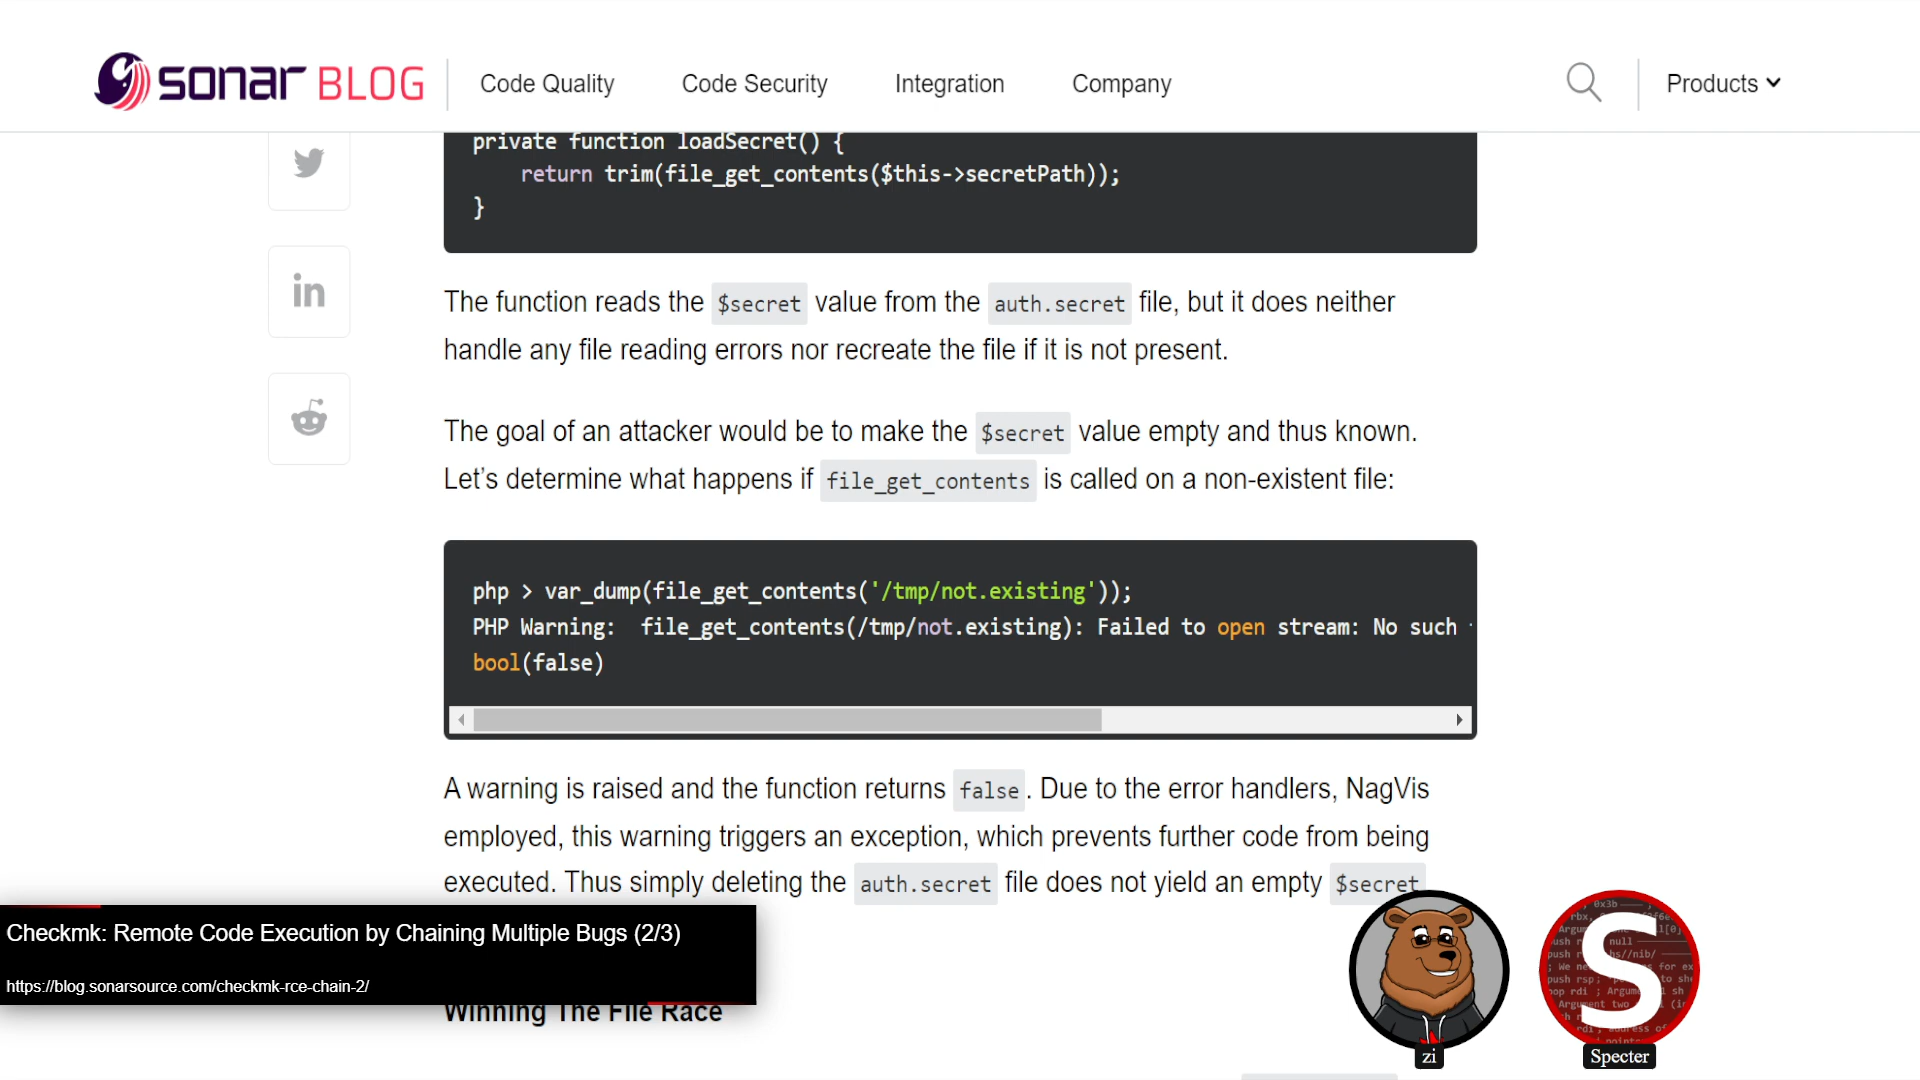 sonar BLOG
Code Quality
Code Security
Integration
Company
Products
private function loadSecret() {
return trim(file_get_contents($this->secretPath));
}
The function reads the $secret value from the auth.secret file, but it does neither
handle any file reading errors nor recreate the file if it is not present.
The goal of an attacker would be to make the $secret value empty and thus known.
Let’s determine what happens if file_get_contents is called on a non-existent file:
php > var_dump(file_get_contents('/tmp/not.existing'));
PHP Warning:  file_get_contents(/tmp/not.existing): Failed to open stream: No such
bool(false)
A warning is raised and the function returns false. Due to the error handlers, NagVis
employed, this warning triggers an exception, which prevents further code from being
executed. Thus simply deleting the auth.secret file does not yield an empty $secret
Checkmk: Remote Code Execution by Chaining Multiple Bugs (2/3)
https://blog.sonarsource.com/checkmk-rce-chain-2/
Winning The File Race
zi
S
Specter